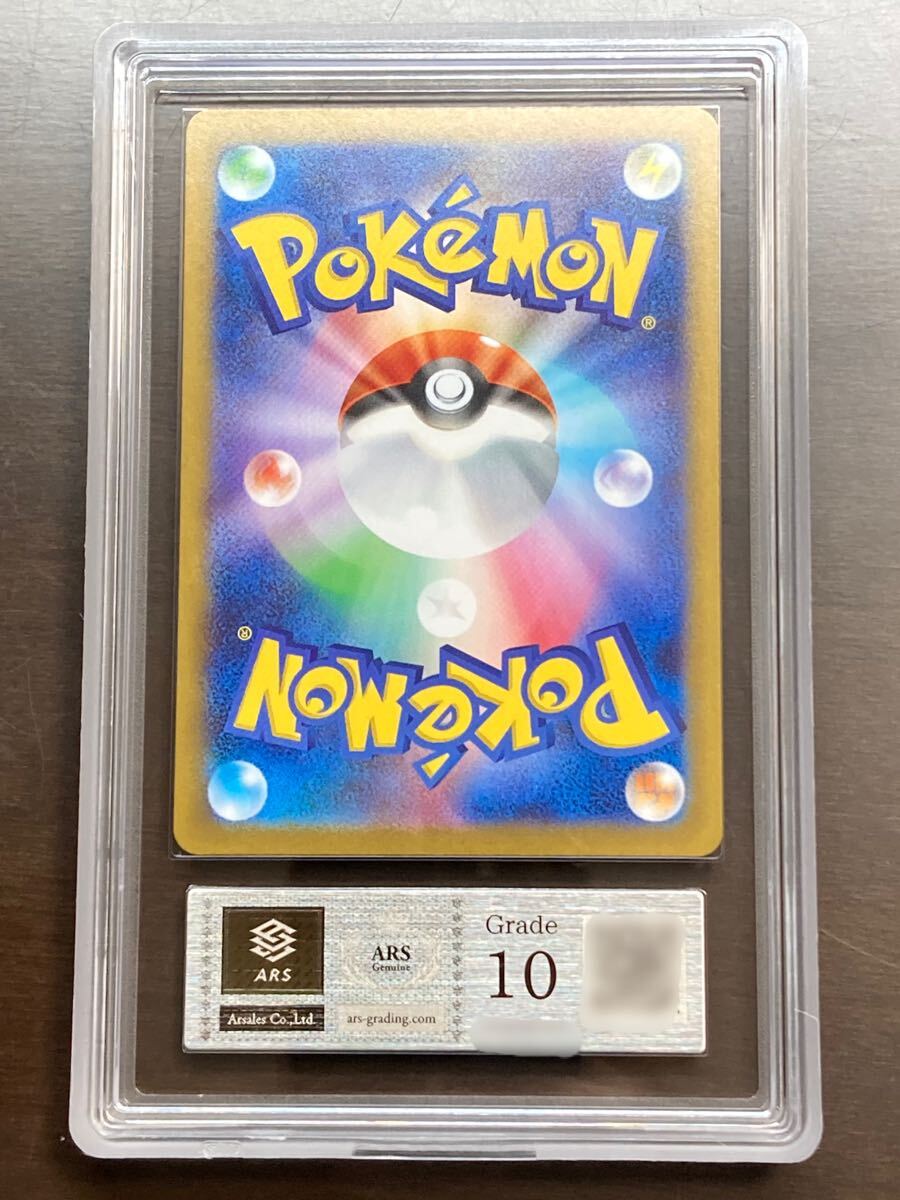 POKéMON
®
®
POKéMON
ARS
Arsales Co.,Ltd.
ARS
Genuine
ars-grading.com
Grade
10